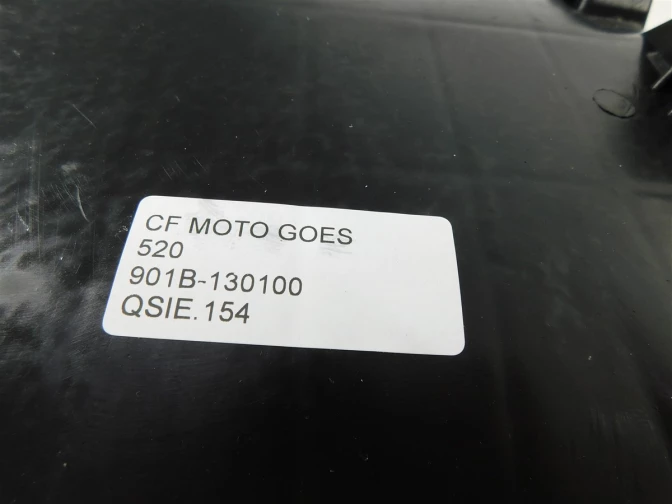 CF MOTO GOES
520
901B-130100
QSIE.154